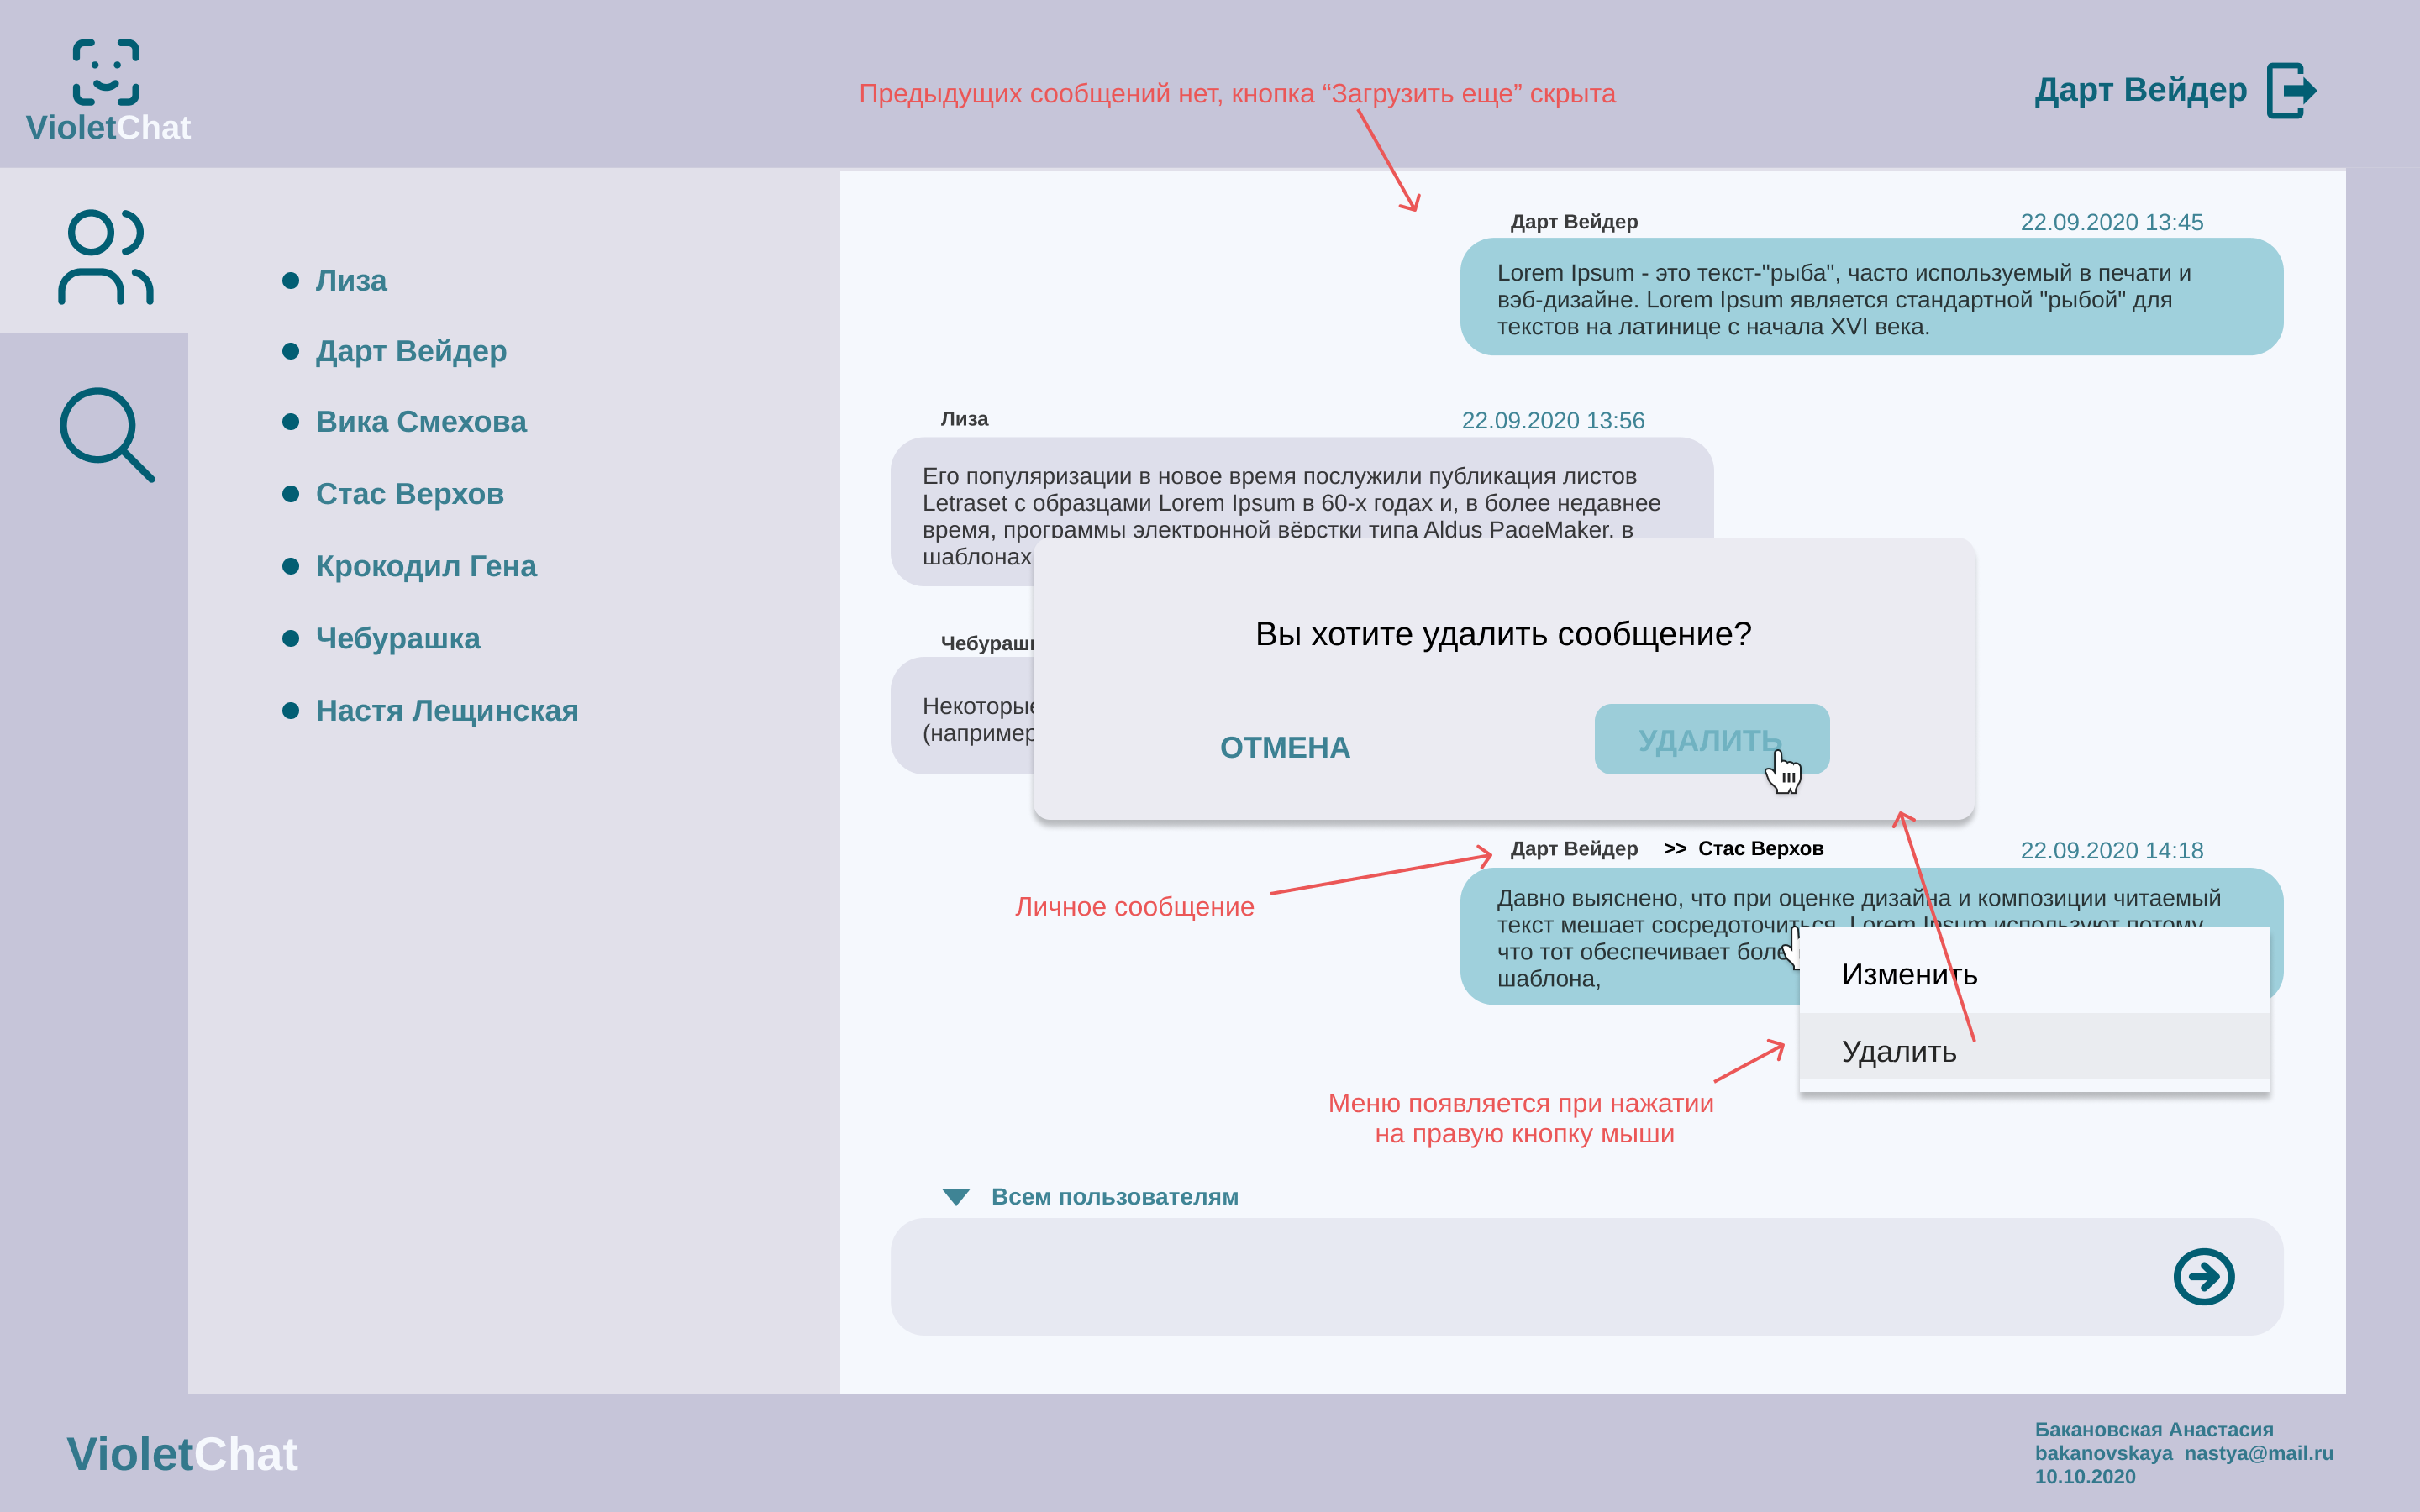 VioletChat
Предыдущих сообщений нет, кнопка “Загрузить еще” скрыта
Дарт Вейдер
Лиза
Дарт Вейдер
Вика Смехова
Стас Верхов
Крокодил Гена
Чебурашка
Настя Лещинская
Дарт Вейдер 22.09.2020 13:45
Lorem Ipsum - это текст-"рыба", часто используемый в печати и
вэб-дизайне. Lorem Ipsum является стандартной "рыбой" для
текстов на латинице с начала XVI века.
Лиза 22.09.2020 13:56
Его популяризации в новое время послужили публикация листов
Letraset с образцами Lorem Ipsum в 60-х годах и, в более недавнее
время, программы электронной вёрстки типа Aldus PageMaker, в
шаблонах
Некоторые
(например
Вы хотите удалить сообщение?
ОТМЕНА
УДАЛИТЬ
Дарт Вейдер >> Стас Верхов 22.09.2020 14:18
Личное сообщение
Давно выяснено, что при оценке дизайна и композиции читаемый
текст мешает сосредоточиться. Lorem Ipsum используют потому,
что тот обеспечивает
шаблона,
Изменить
Удалить
Меню появляется при нажатии
на правую кнопку мыши
Всем пользователям
VioletChat
Бакановская Анастасия
bakanovskaya_nastya@mail.ru
10.10.2020